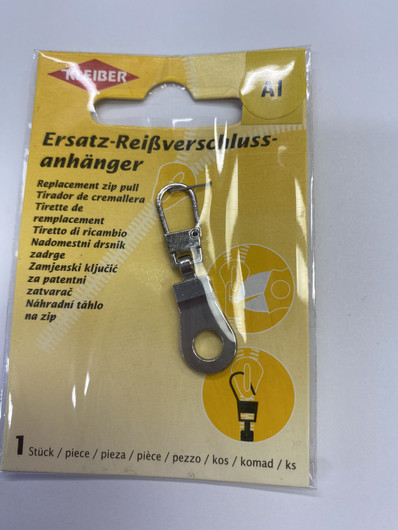 KLEIBER
A1
Ersatz-Reißverschluss-
anhänger
Replacement zip pull
Tirador de cremallera
Tirette de
remplacement
Tiretto di ricambio
Nadomestni drsnik
zadrge
Zamjenski ključić
za patentni
zatvarač
Náhradní táhlo
na zip
1 Stück / piece / pieza / pièce / pezzo / kos / komad / ks